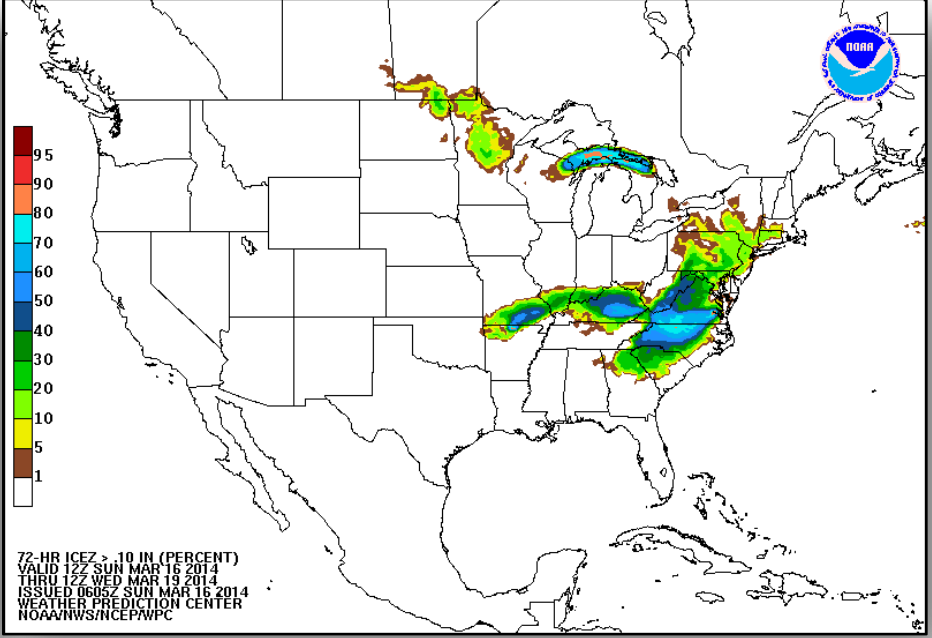 NOAA
95
90
80
70
60
50
40
30
20
10
5
1
72-HR ICEZ > .10 IN (PERCENT)
VALID 12Z SUN MAR 16 2014
THRU 12Z WED MAR 19 2014
ISSUED 0605Z SUN MAR 16 2014
WEATHER PREDICTION CENTER
NOAA/NWS/NCEP/WPC